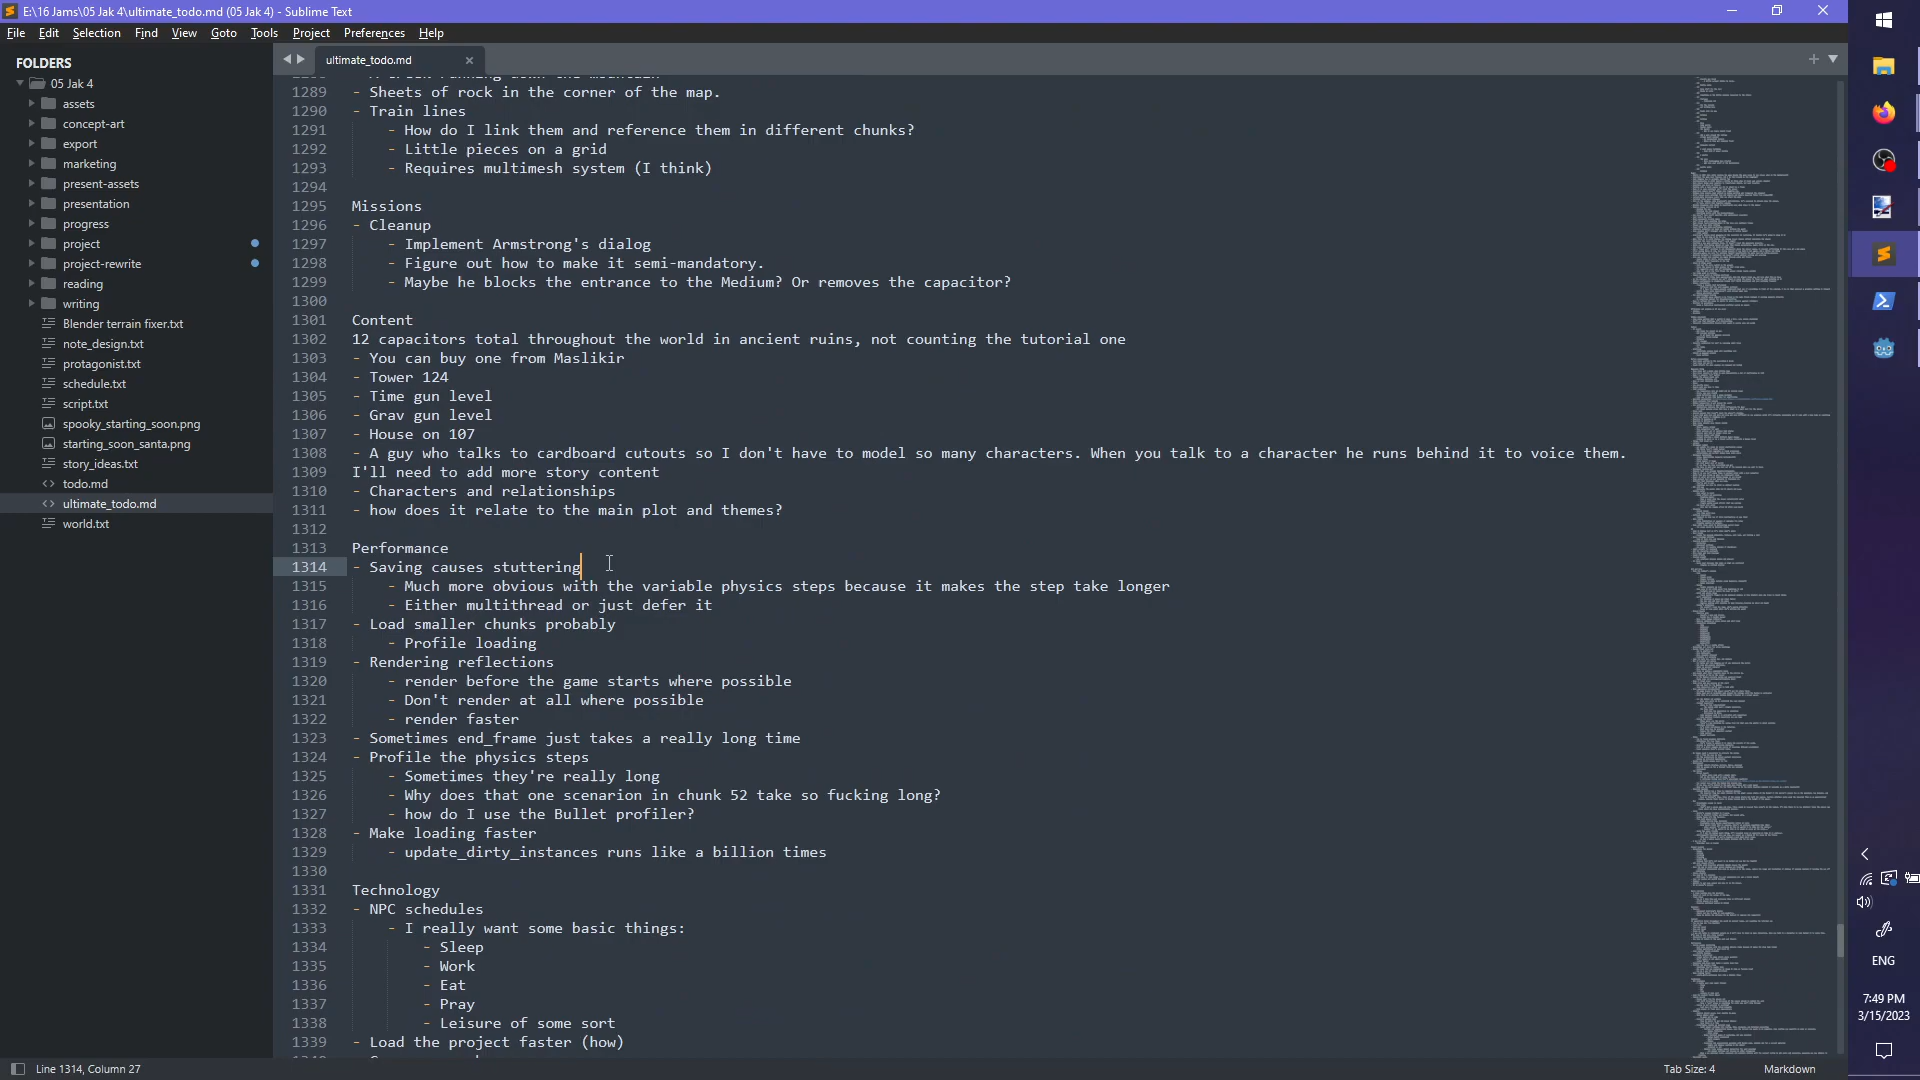 E:\16 Jams\05 Jak 4\ultimate_todo.md (05 Jak 4) - Sublime Text
File Edit Selection Find View Goto Tools Project Preferences Help
FOLDERS
05 Jak 4
assets
concept-art
export
marketing
present-assets
presentation
progress
project
project-rewrite
reading
writing
Blender terrain fixer.txt
note_design.txt
protagonist.txt
schedule.txt
script.txt
spooky_starting_soon.png
starting_soon_santa.png
story_ideas.txt
todo.md
ultimate_todo.md
world.txt
ultimate_todo.md
1289 - Sheets of rock in the corner of the map.
1290 - Train lines
1291 - How do I link them and reference them in different chunks?
1292 - Little pieces on a grid
1293 - Requires multimesh system (I think)
1294
1295 Missions
1296 - Cleanup
1297 - Implement Armstrong's dialog
1298 - Figure out how to make it semi-mandatory.
1299 - Maybe he blocks the entrance to the Medium? Or removes the capacitor?
1300
1301 Content
1302 12 capacitors total throughout the world in ancient ruins, not counting the tutorial one
1303 - You can buy one from Maslikir
1304 - Tower 124
1305 - Time gun level
1306 - Grav gun level
1307 - House on 107
1308 - A guy who talks to cardboard cutouts so I don't have to model so many characters. When you talk to a character he runs behind it to voice them.
1309 I'll need to add more story content
1310 - Characters and relationships
1311 - how does it relate to the main plot and themes?
1312
1313 Performance
1314 - Saving causes stuttering
1315 - Much more obvious with the variable physics steps because it makes the step take longer
1316 - Either multithread or just defer it
1317 - Load smaller chunks probably
1318 - Profile loading
1319 - Rendering reflections
1320 - render before the game starts where possible
1321 - Don't render at all where possible
1322 - render faster
1323 - Sometimes end_frame just takes a really long time
1324 - Profile the physics steps
1325 - Sometimes they're really long
1326 - Why does that one scenarion in chunk 52 take so fucking long?
1327 - how do I use the Bullet profiler?
1328 - Make loading faster
1329 - update_dirty_instances runs like a billion times
1330
1331 Technology
1332 - NPC schedules
1333 - I really want some basic things:
1334 - Sleep
1335 - Work
1336 - Eat
1337 - Pray
1338 - Leisure of some sort
1339 - Load the project faster (how)
Line 1314, Column 27
Tab Size: 4
Markdown
ENG
7:49 PM
3/15/2023